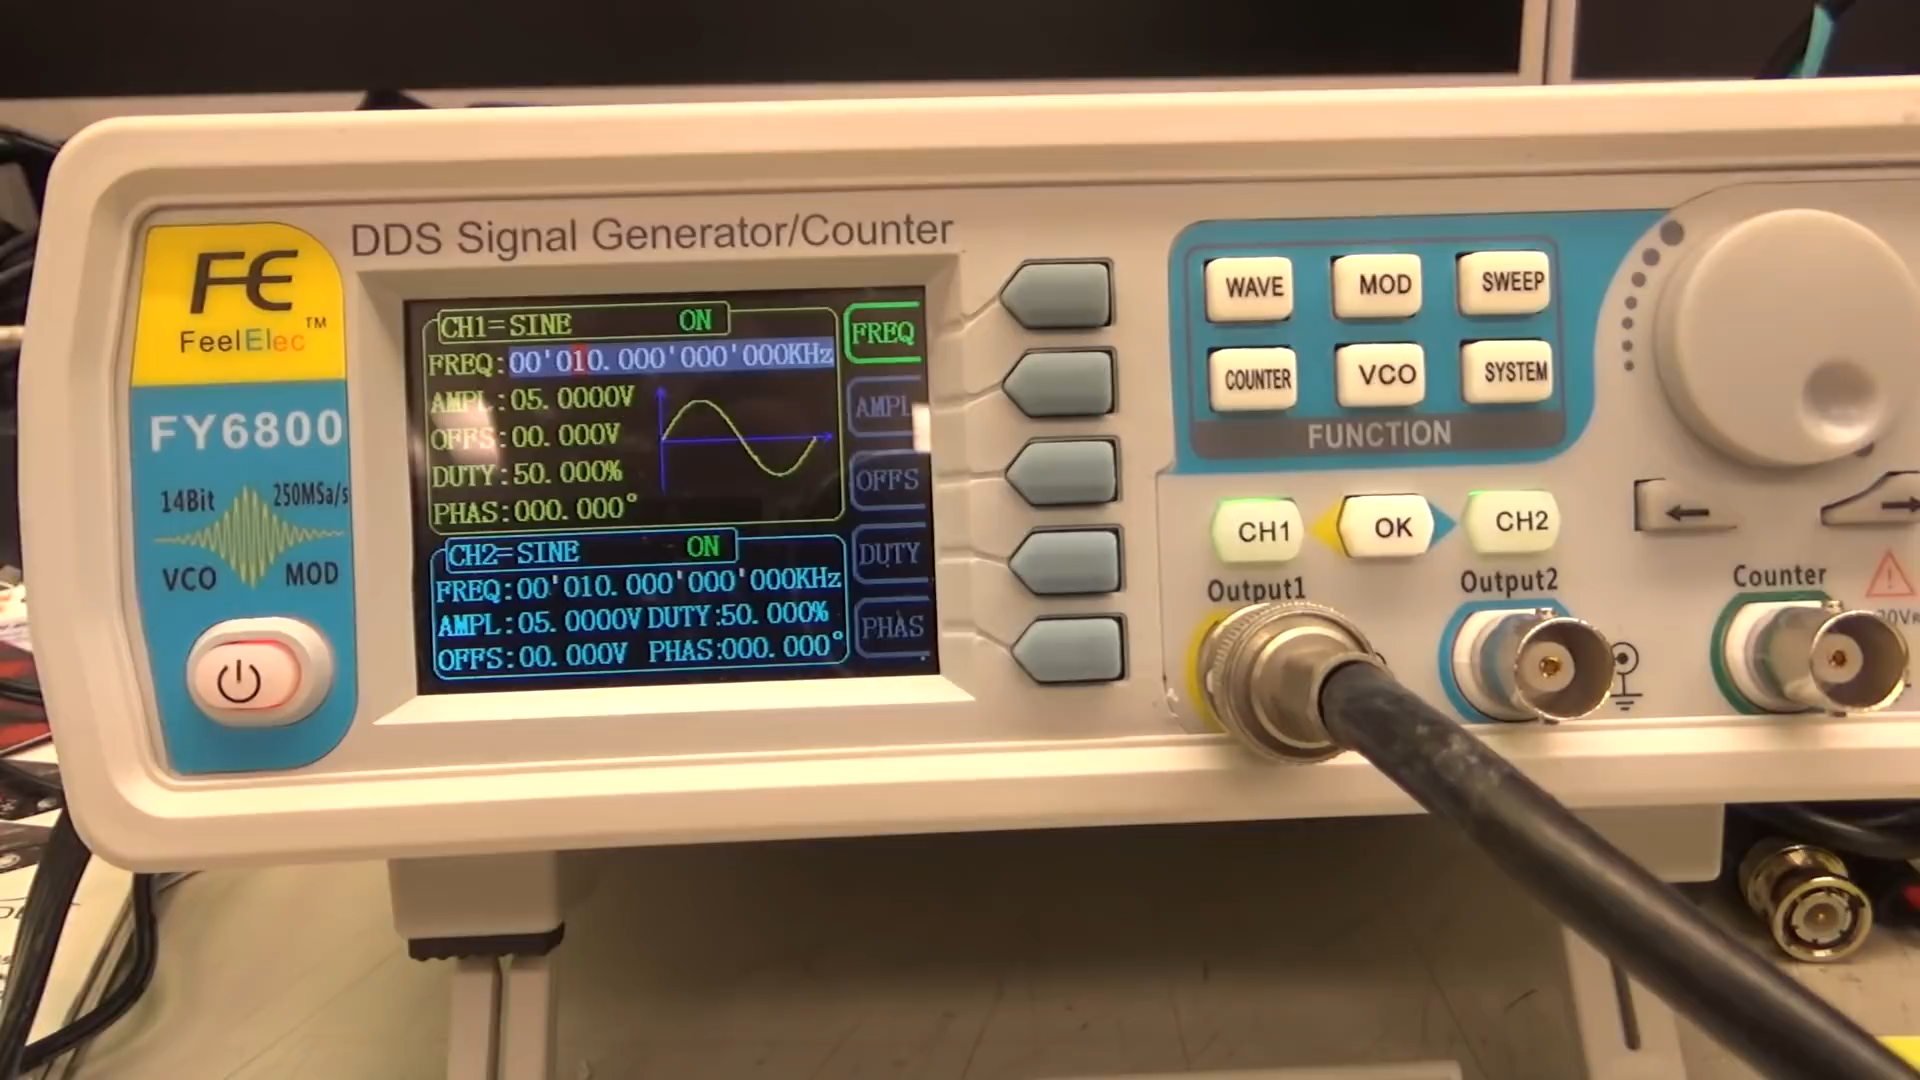 DDS Signal Generator/Counter
FE
FeelElec™
FY6800
14Bit
250MSa/s
VCO
MOD
CH1=SINE ON
FREQ:00'010.000'000'000KHz
AMPL:05.0000V
OFFS:00.000V
DUTY:50.000%
PHAS:000.000°
CH2=SINE ON
FREQ:00'010.000'000'000KHz
AMPL:05.0000V DUTY:50.000%
OFFS:00.000V PHAS:000.000°
FREQ
AMPL
OFFS
DUTY
PHAS
WAVE
MOD
SWEEP
COUNTER
VCO
SYSTEM
FUNCTION
CH1
OK
CH2
Output1
Output2
Counter